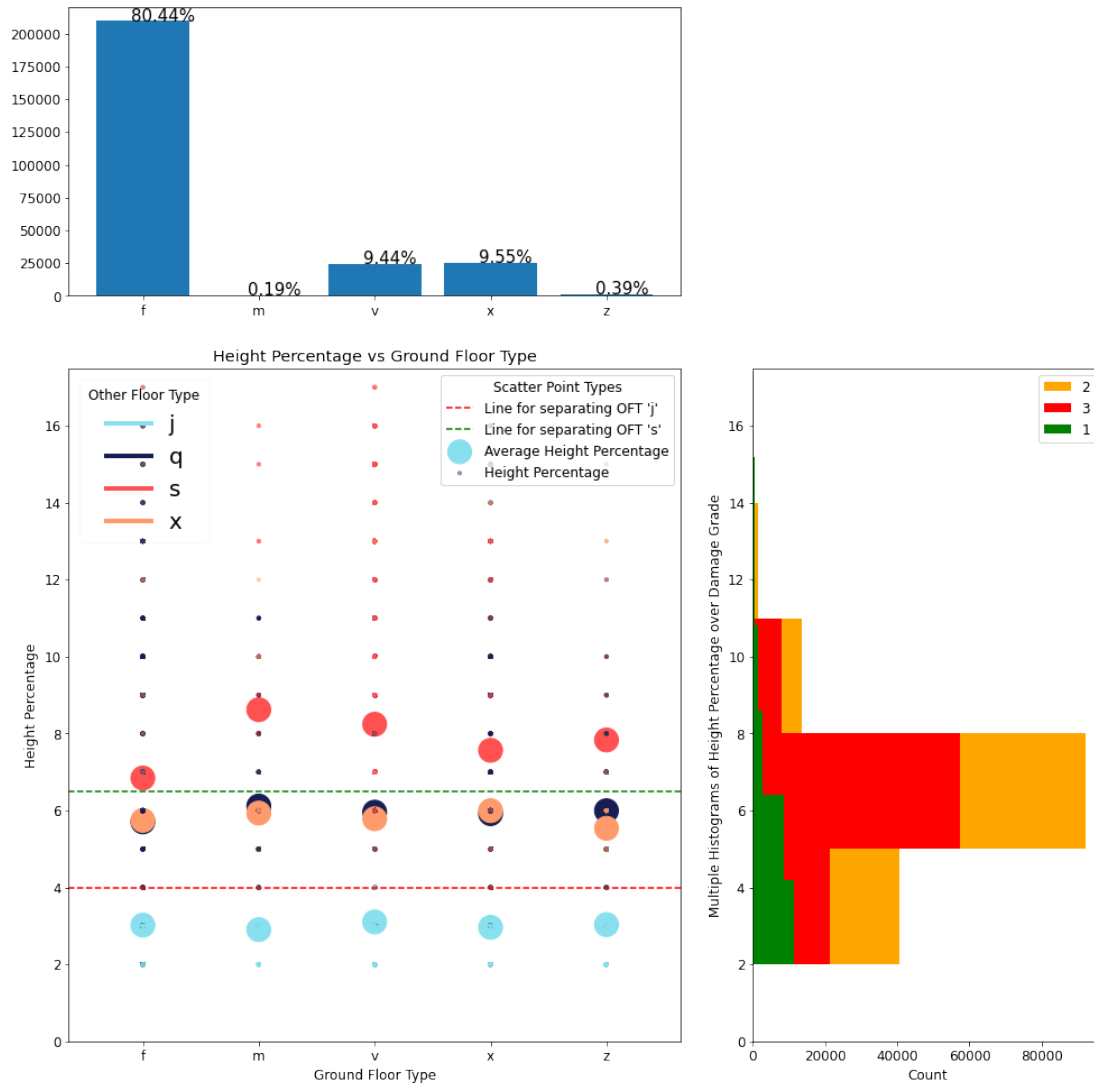 200000
175000
150000
125000
100000
75000
50000
25000
0
80.44%
0.19%
9.44%
9.55%
0.39%
f m v x z
Height Percentage vs Ground Floor Type
Height Percentage
16
14
12
10
8
6
4
2
0
Other Floor Type
j
q
s
x
Scatter Point Types
Line for separating OFT 'j'
Line for separating OFT 's'
Average Height Percentage
Height Percentage
f m v x z
Ground Floor Type
Multiple Histograms of Height Percentage over Damage Grade
16
14
12
10
8
6
4
2
0
2
3
1
0 20000 40000 60000 80000
Count